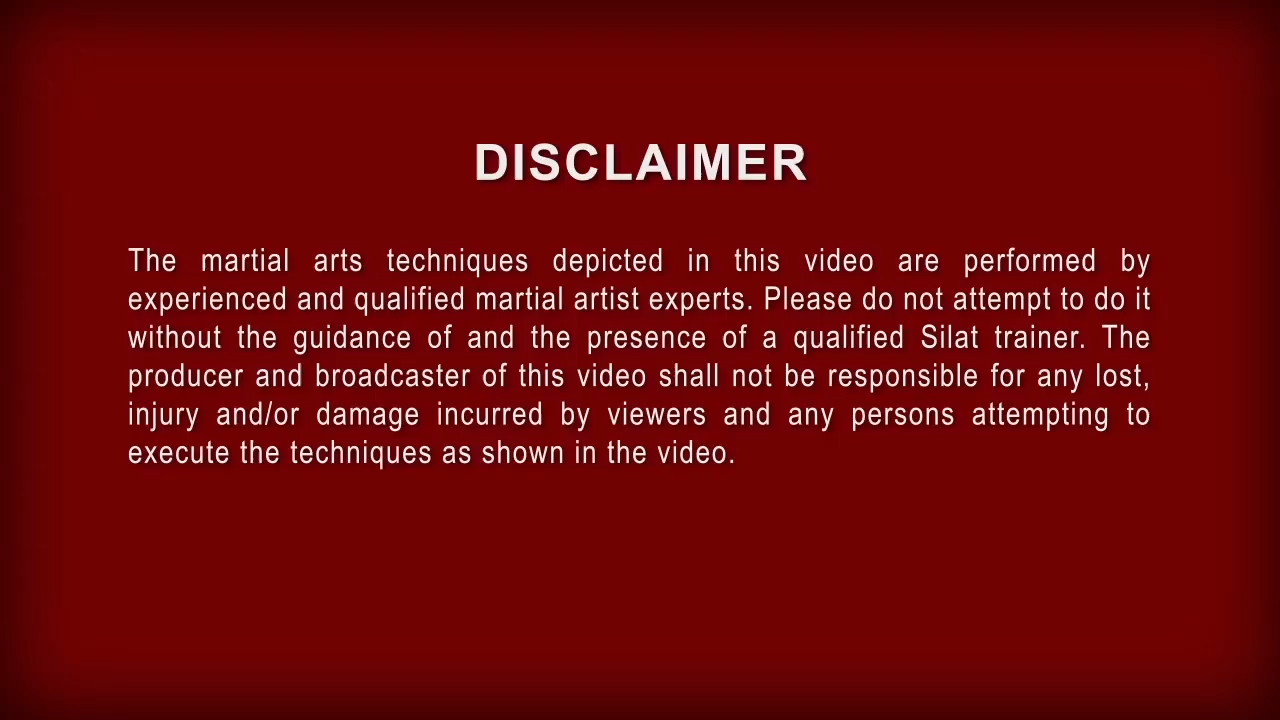 DISCLAIMER
The martial arts techniques depicted in this video are performed by
experienced and qualified martial artist experts. Please do not attempt to do it
without the guidance of and the presence of a qualified Silat trainer. The
producer and broadcaster of this video shall not be responsible for any lost,
injury and/or damage incurred by viewers and any persons attempting to
execute the techniques as shown in the video.